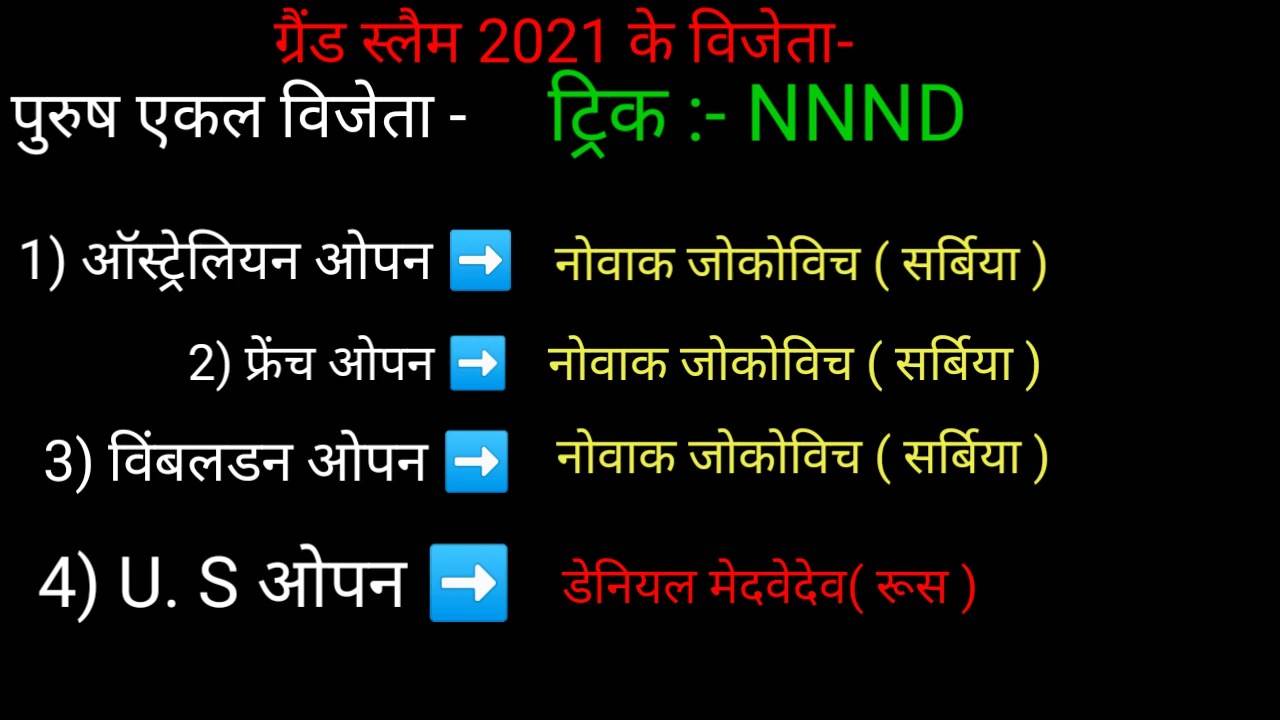 ग्रैंड स्लैम 2021 के विजेता-
पुरुष एकल विजेता - ट्रिक :- NNND
1) ऑस्ट्रेलियन ओपन ➡ नोवाक जोकोविच ( सर्बिया )
2) फ्रेंच ओपन ➡ नोवाक जोकोविच ( सर्बिया )
3) विंबलडन ओपन ➡ नोवाक जोकोविच ( सर्बिया )
4) U. S ओपन ➡ डेनियल मेदवेदेव( रूस )